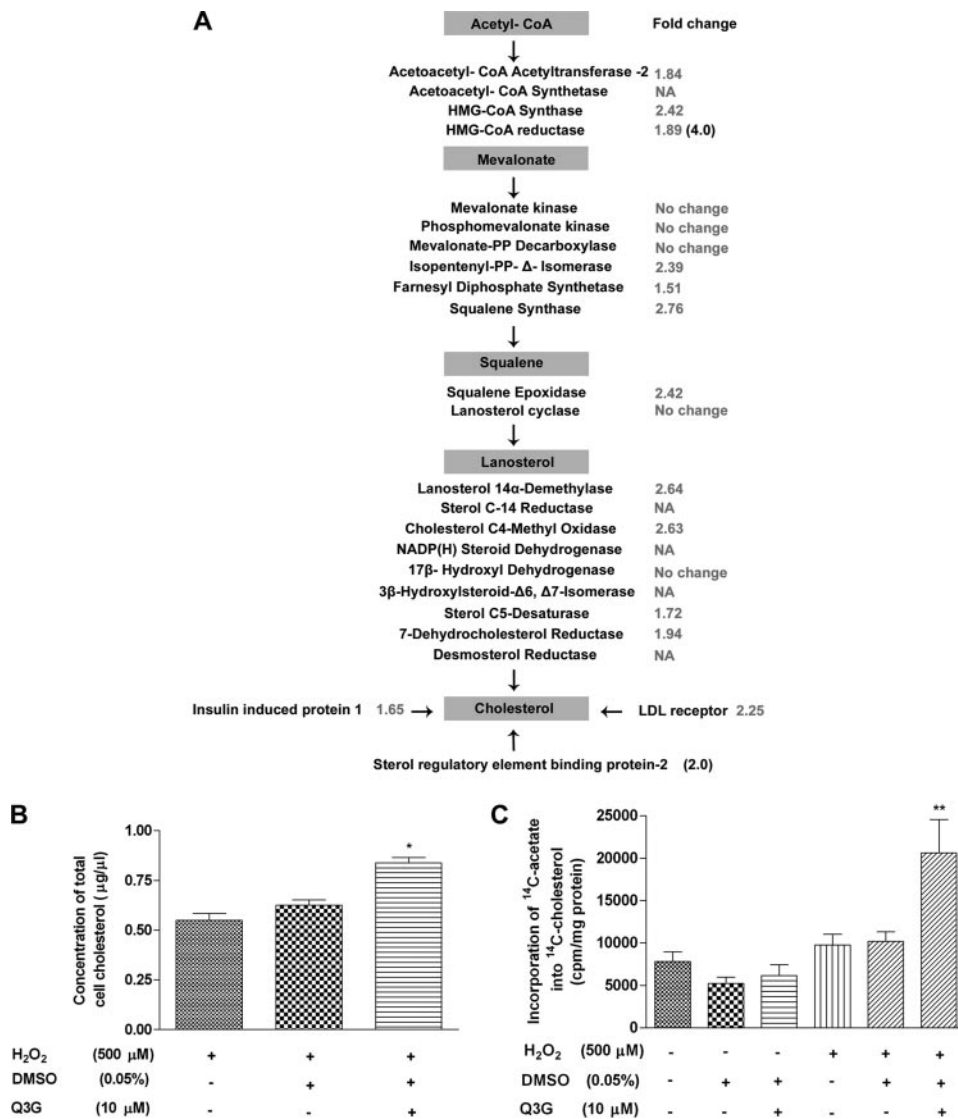 A
Acetyl- CoA Fold change
Acetoacetyl- CoA Acetyltransferase -2 1.84
Acetoacetyl- CoA Synthetase NA
HMG-CoA Synthase 2.42
HMG-CoA reductase 1.89 (4.0)
Mevalonate
Mevalonate kinase No change
Phosphomevalonate kinase No change
Mevalonate-PP Decarboxylase No change
Isopentenyl-PP- Δ- Isomerase 2.39
Farnesyl Diphosphate Synthetase 1.51
Squalene Synthase 2.76
Squalene
Squalene Epoxidase 2.42
Lanosterol cyclase No change
Lanosterol
Lanosterol 14α-Demethylase 2.64
Sterol C-14 Reductase NA
Cholesterol C4-Methyl Oxidase 2.63
NADP(H) Steroid Dehydrogenase NA
17β- Hydroxyl Dehydrogenase No change
3β-Hydroxylsteroid-Δ6, Δ7-Isomerase NA
Sterol C5-Desaturase 1.72
7-Dehydrocholesterol Reductase 1.94
Desmosterol Reductase NA
Insulin induced protein 1 1.65 → Cholesterol ← LDL receptor 2.25
Sterol regulatory element binding protein-2 (2.0)
B
Concentration of total
cell cholesterol ( µg/µl)
1.00
0.75
0.50
0.25
0.00
*
H₂O₂ (500 µM) + + +
DMSO (0.05%) - + +
Q3G (10 µM) - - +
C
Incorporation of ¹⁴C-acetate
into ¹⁴C-cholesterol
(cpm/mg protein)
25000
20000
15000
10000
5000
0
**
H₂O₂ (500 µM) - - - + + +
DMSO (0.05%) - + + - + +
Q3G (10 µM) - - + - - +